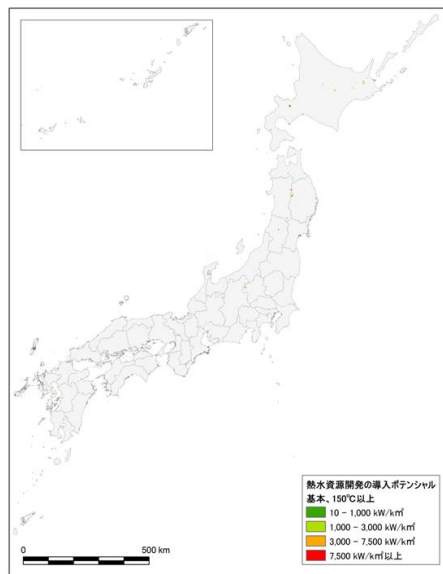 熱水資源開発の導入ポテンシャル
基本、150℃以上
10 - 1,000 kW/k㎡
1,000 - 3,000 kW/k㎡
3,000 - 7,500 kW/k㎡
7,500 kW/k㎡以上
0 500 km